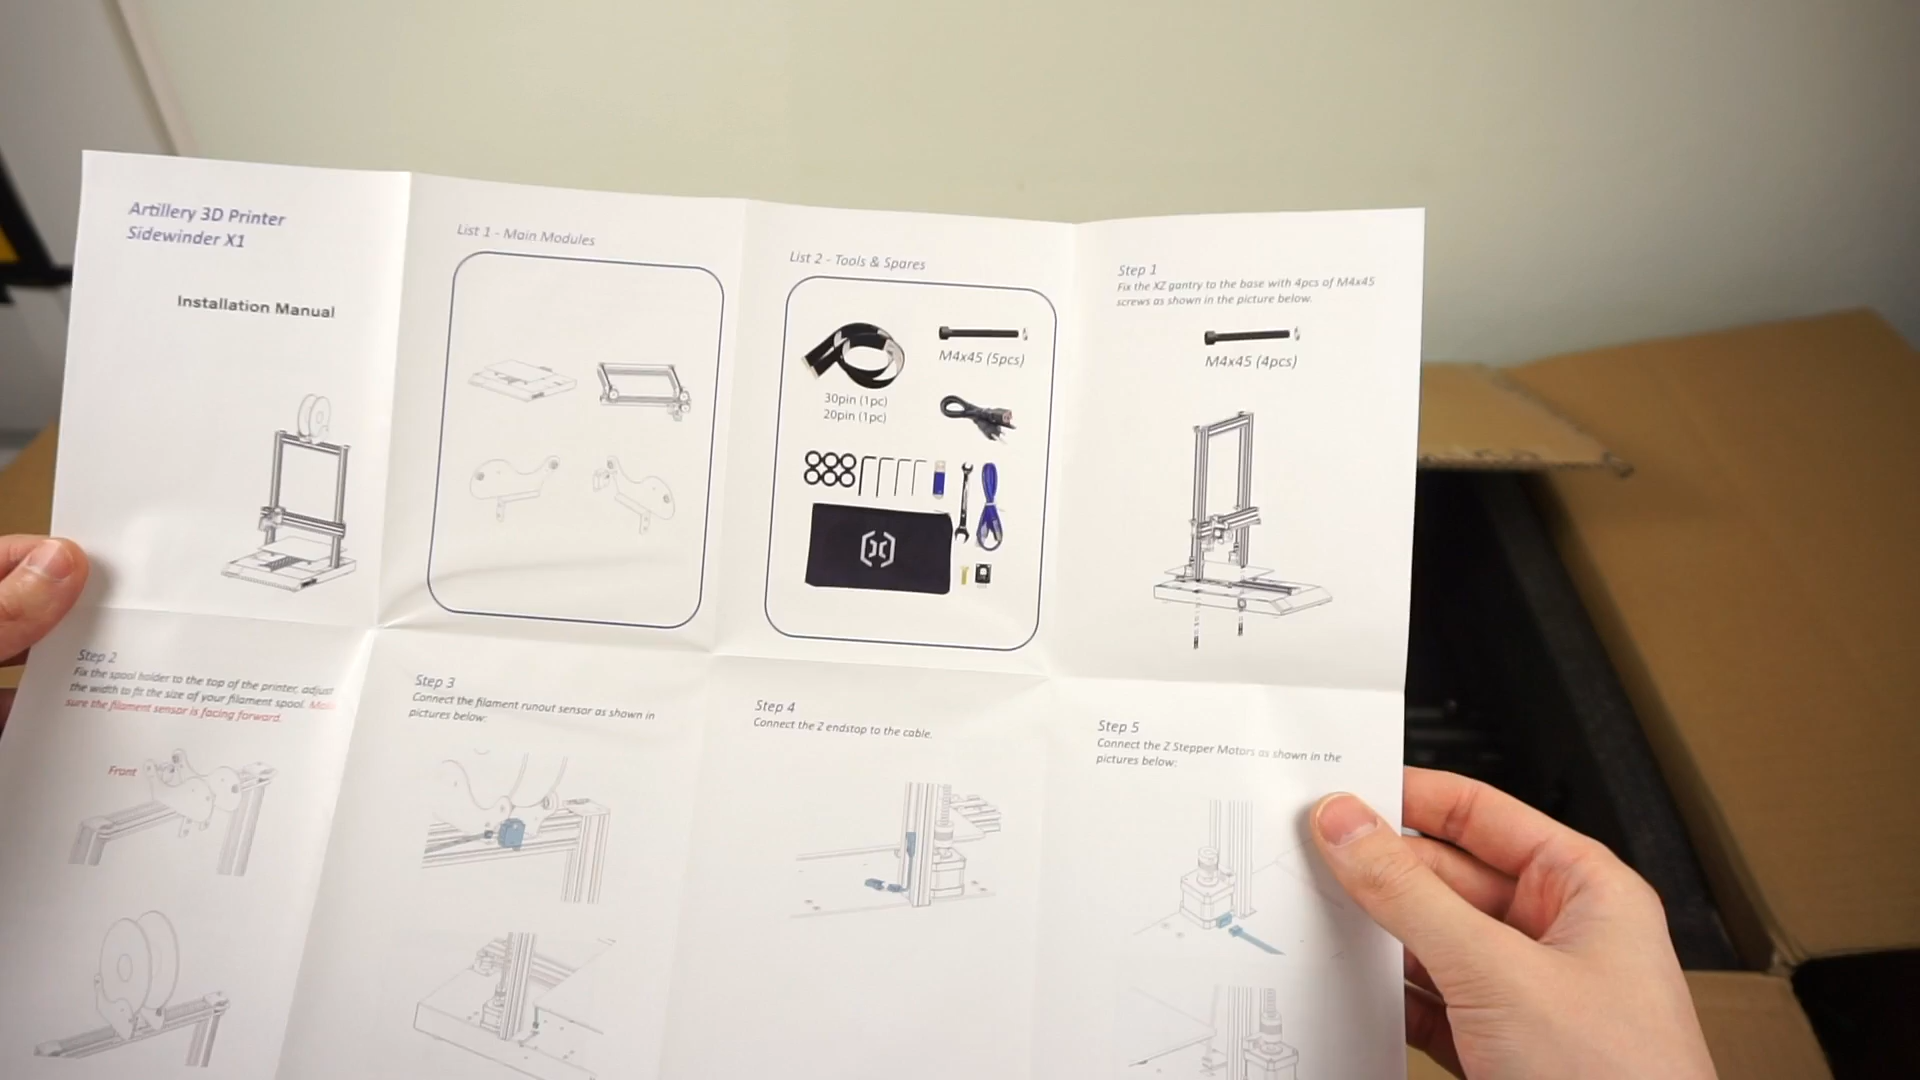 Artillery 3D Printer
Sidewinder X1
Installation Manual
List 1 - Main Modules
List 2 - Tools & Spares
M4x45 (5pcs)
30pin (1pc)
20pin (1pc)
Step 1
Fix the XZ gantry to the base with 4pcs of M4x45
screws as shown in the picture below.
M4x45 (4pcs)
Step 2
Fix the spool holder to the top of the printer, adjust
the width to fit the size of your filament spool. Make
sure the filament sensor is facing forward.
Front
Step 3
Connect the filament runout sensor as shown in
pictures below:
Step 4
Connect the Z endstop to the cable.
Step 5
Connect the Z Stepper Motors as shown in the
pictures below: